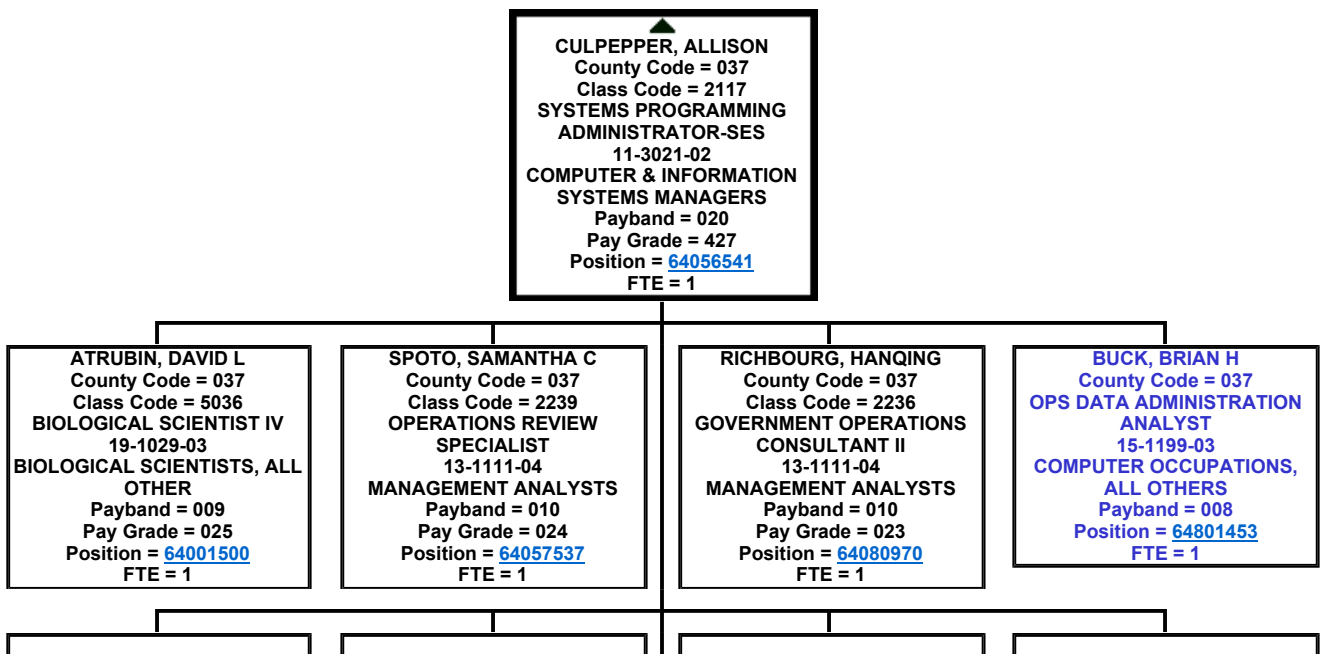 CULPEPPER, ALLISON
County Code = 037
Class Code = 2117
SYSTEMS PROGRAMMING
ADMINISTRATOR-SES
11-3021-02
COMPUTER & INFORMATION
SYSTEMS MANAGERS
Payband = 020
Pay Grade = 427
Position = 64056541
FTE = 1
ATRUBIN, DAVID L
County Code = 037
Class Code = 5036
BIOLOGICAL SCIENTIST IV
19-1029-03
BIOLOGICAL SCIENTISTS, ALL
OTHER
Payband = 009
Pay Grade = 025
Position = 64001500
FTE = 1
SPOTO, SAMANTHA C
County Code = 037
Class Code = 2239
OPERATIONS REVIEW
SPECIALIST
13-1111-04
MANAGEMENT ANALYSTS
Payband = 010
Pay Grade = 024
Position = 64057537
FTE = 1
RICHBOURG, HANQING
County Code = 037
Class Code = 2236
GOVERNMENT OPERATIONS
CONSULTANT II
13-1111-04
MANAGEMENT ANALYSTS
Payband = 010
Pay Grade = 023
Position = 64080970
FTE = 1
BUCK, BRIAN H
County Code = 037
OPS DATA ADMINISTRATION
ANALYST
15-1199-03
COMPUTER OCCUPATIONS,
ALL OTHERS
Payband = 008
Position = 64801453
FTE = 1